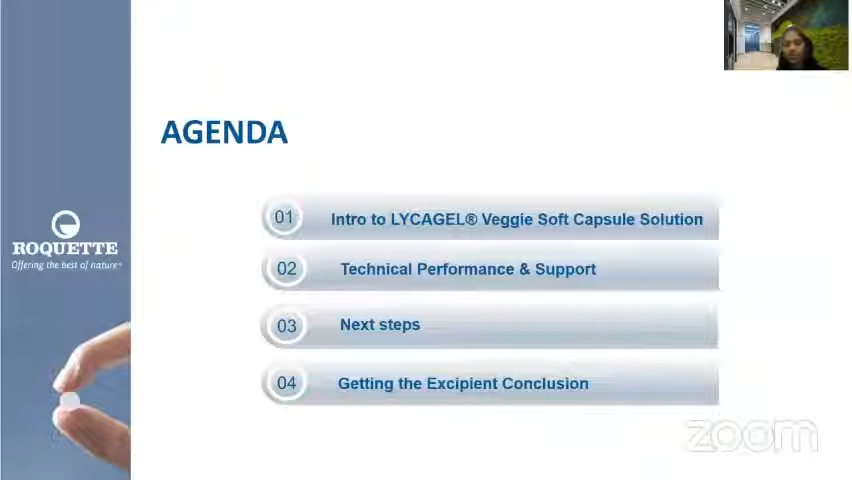 AGENDA
01 Intro to LYCAGEL® Veggie Soft Capsule Solution
02 Technical Performance & Support
03 Next steps
04 Getting the Excipient Conclusion
ROQUETTE
Offering the best of nature™
zoom